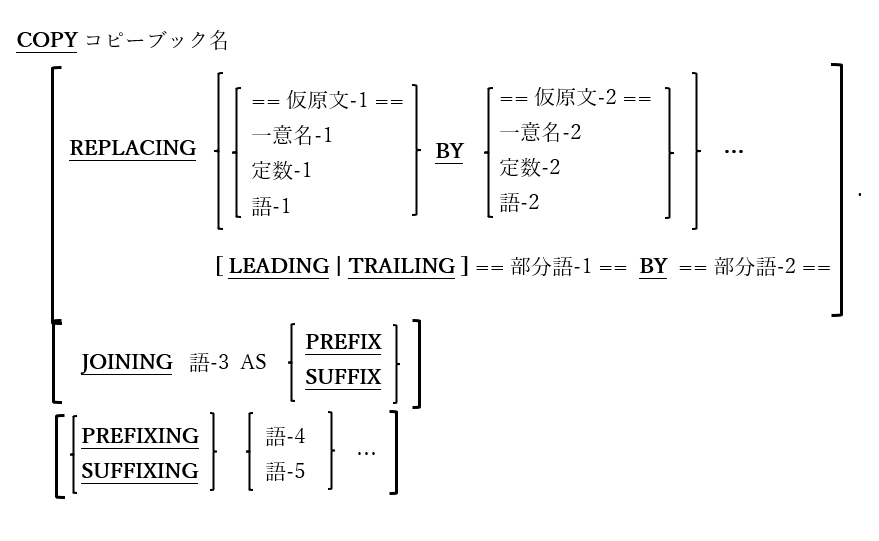 COPY コピーブック名
== 仮原文-1 == == 仮原文-2 ==
一意名-1 一意名-2
REPLACING BY ...
定数-1 定数-2
語-1 語-2
.
[ LEADING | TRAILING ] == 部分語-1 == BY == 部分語-2 ==
PREFIX
JOINING 語-3 AS
SUFFIX
PREFIXING 語-4
...
SUFFIXING 語-5